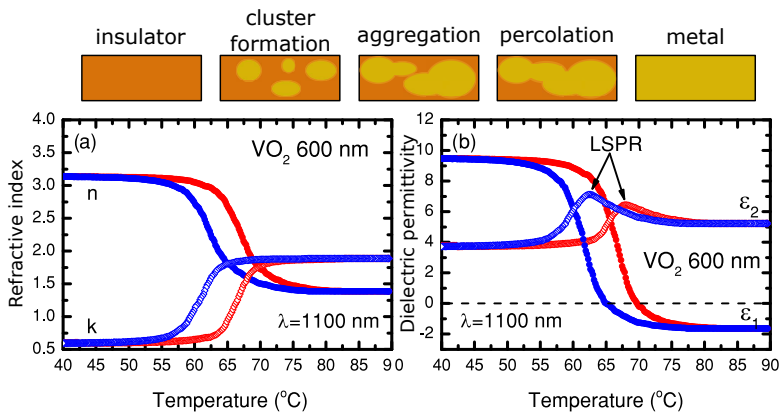 insulator
cluster formation
aggregation
percolation
metal
(a)
VO2 600 nm
n
k
λ=1100 nm
Refractive index
4.0
3.5
3.0
2.5
2.0
1.5
1.0
0.5
40 45 50 55 60 65 70 75 80 85 90
Temperature (oC)
(b)
LSPR
ε2
VO2 600 nm
λ=1100 nm
ε1
Dielectric permittivity
12
10
8
6
4
2
0
-2
40 45 50 55 60 65 70 75 80 85 90
Temperature (oC)